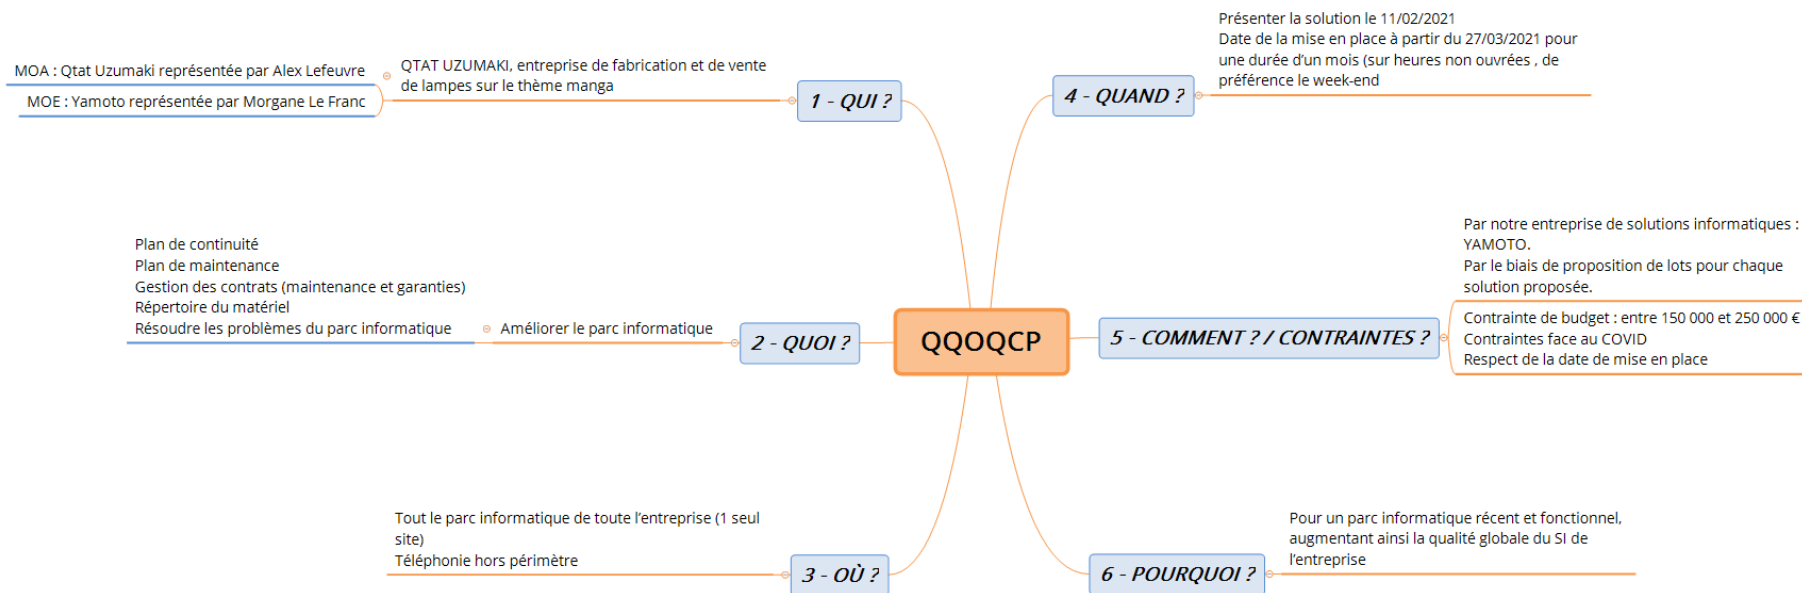 QQOQCP
1 - QUI ?
QTAT UZUMAKI, entreprise de fabrication et de vente
de lampes sur le thème manga
MOA : Qtat Uzumaki représentée par Alex Lefeuvre
MOE : Yamoto représentée par Morgane Le Franc
2 - QUOI ?
Améliorer le parc informatique
Plan de continuité
Plan de maintenance
Gestion des contrats (maintenance et garanties)
Répertoire du matériel
Résoudre les problèmes du parc informatique
3 - OÙ ?
Tout le parc informatique de toute l’entreprise (1 seul
site)
Téléphonie hors périmètre
4 - QUAND ?
Présenter la solution le 11/02/2021
Date de la mise en place à partir du 27/03/2021 pour
une durée d’un mois (sur heures non ouvrées , de
préférence le week-end
5 - COMMENT ? / CONTRAINTES ?
Par notre entreprise de solutions informatiques :
YAMOTO.
Par le biais de proposition de lots pour chaque
solution proposée.
Contrainte de budget : entre 150 000 et 250 000 €
Contraintes face au COVID
Respect de la date de mise en place
6 - POURQUOI ?
Pour un parc informatique récent et fonctionnel,
augmentant ainsi la qualité globale du SI de
l’entreprise